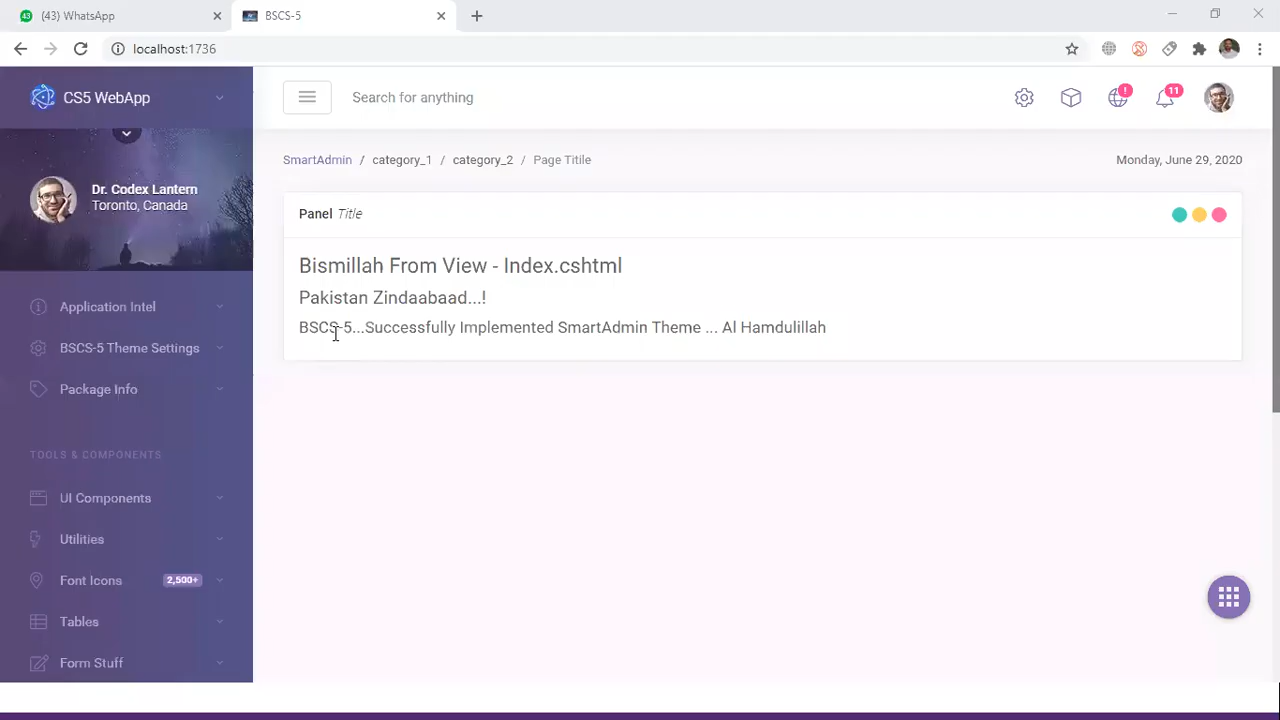 (43) WhatsApp
BSCS-5
localhost:1736
CS5 WebApp
Search for anything
!
11
Dr. Codex Lantern
Toronto, Canada
SmartAdmin / category_1 / category_2 / Page Titile
Monday, June 29, 2020
Panel Title
Bismillah From View - Index.cshtml
Pakistan Zindaabaad...!
BSCS-5...Successfully Implemented SmartAdmin Theme ... Al Hamdulillah
Application Intel
BSCS-5 Theme Settings
Package Info
TOOLS & COMPONENTS
UI Components
Utilities
Font Icons 2,500+
Tables
Form Stuff